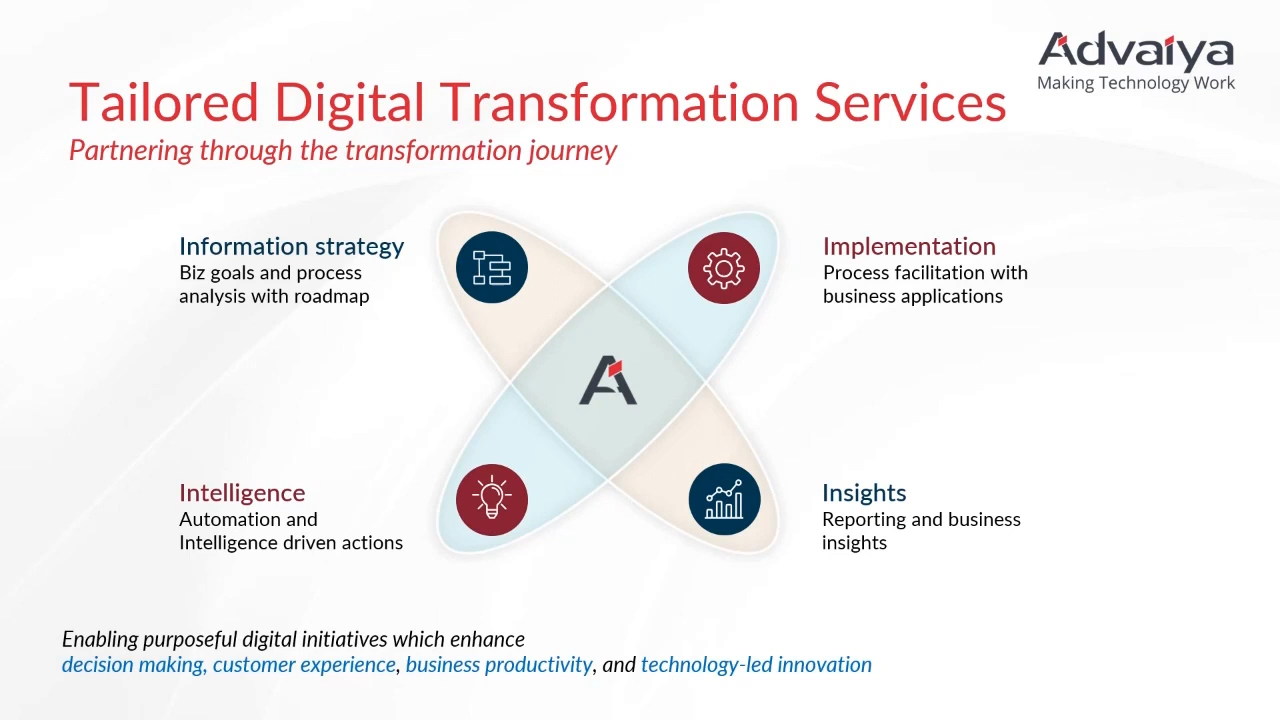 Advaiya
Making Technology Work
Tailored Digital Transformation Services
Partnering through the transformation journey
Information strategy
Biz goals and process
analysis with roadmap
Implementation
Process facilitation with
business applications
A
Intelligence
Automation and
Intelligence driven actions
Insights
Reporting and business
insights
Enabling purposeful digital initiatives which enhance
decision making, customer experience, business productivity, and technology-led innovation